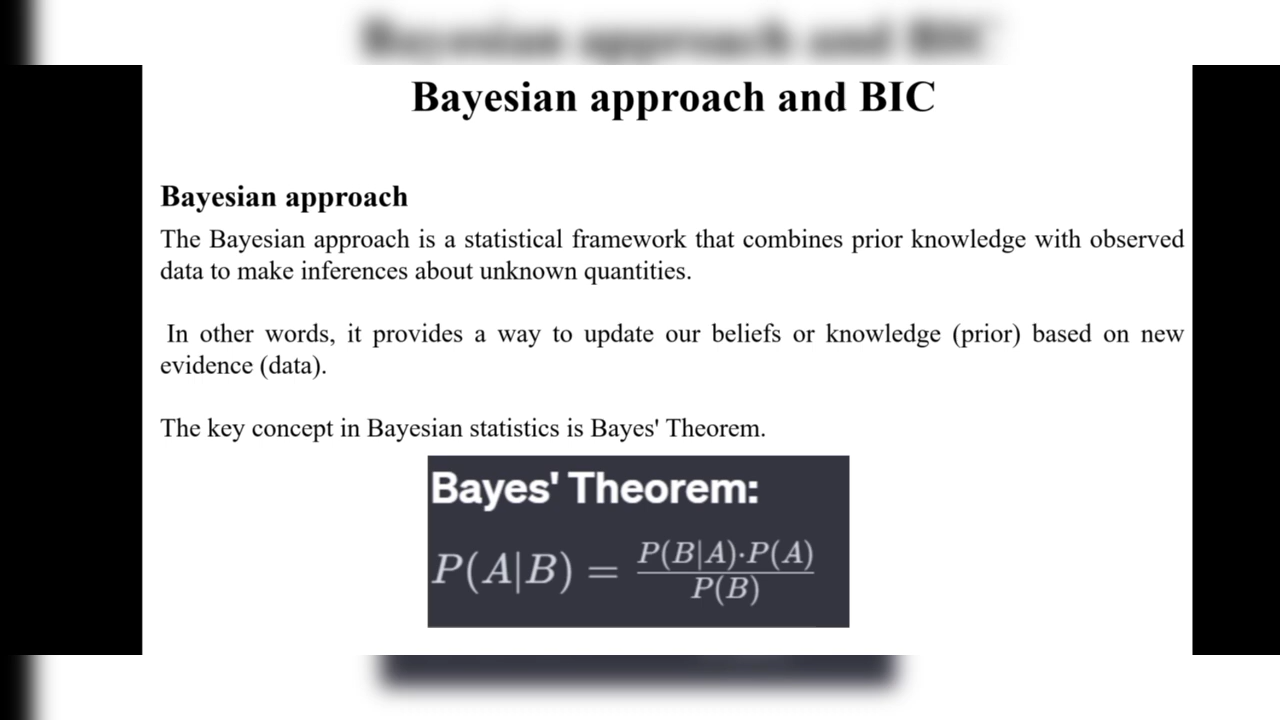 Bayesian approach and BIC
Bayesian approach
The Bayesian approach is a statistical framework that combines prior knowledge with observed
data to make inferences about unknown quantities.
In other words, it provides a way to update our beliefs or knowledge (prior) based on new
evidence (data).
The key concept in Bayesian statistics is Bayes' Theorem.
Bayes' Theorem:
P(A|B) = P(B|A)·P(A) / P(B)